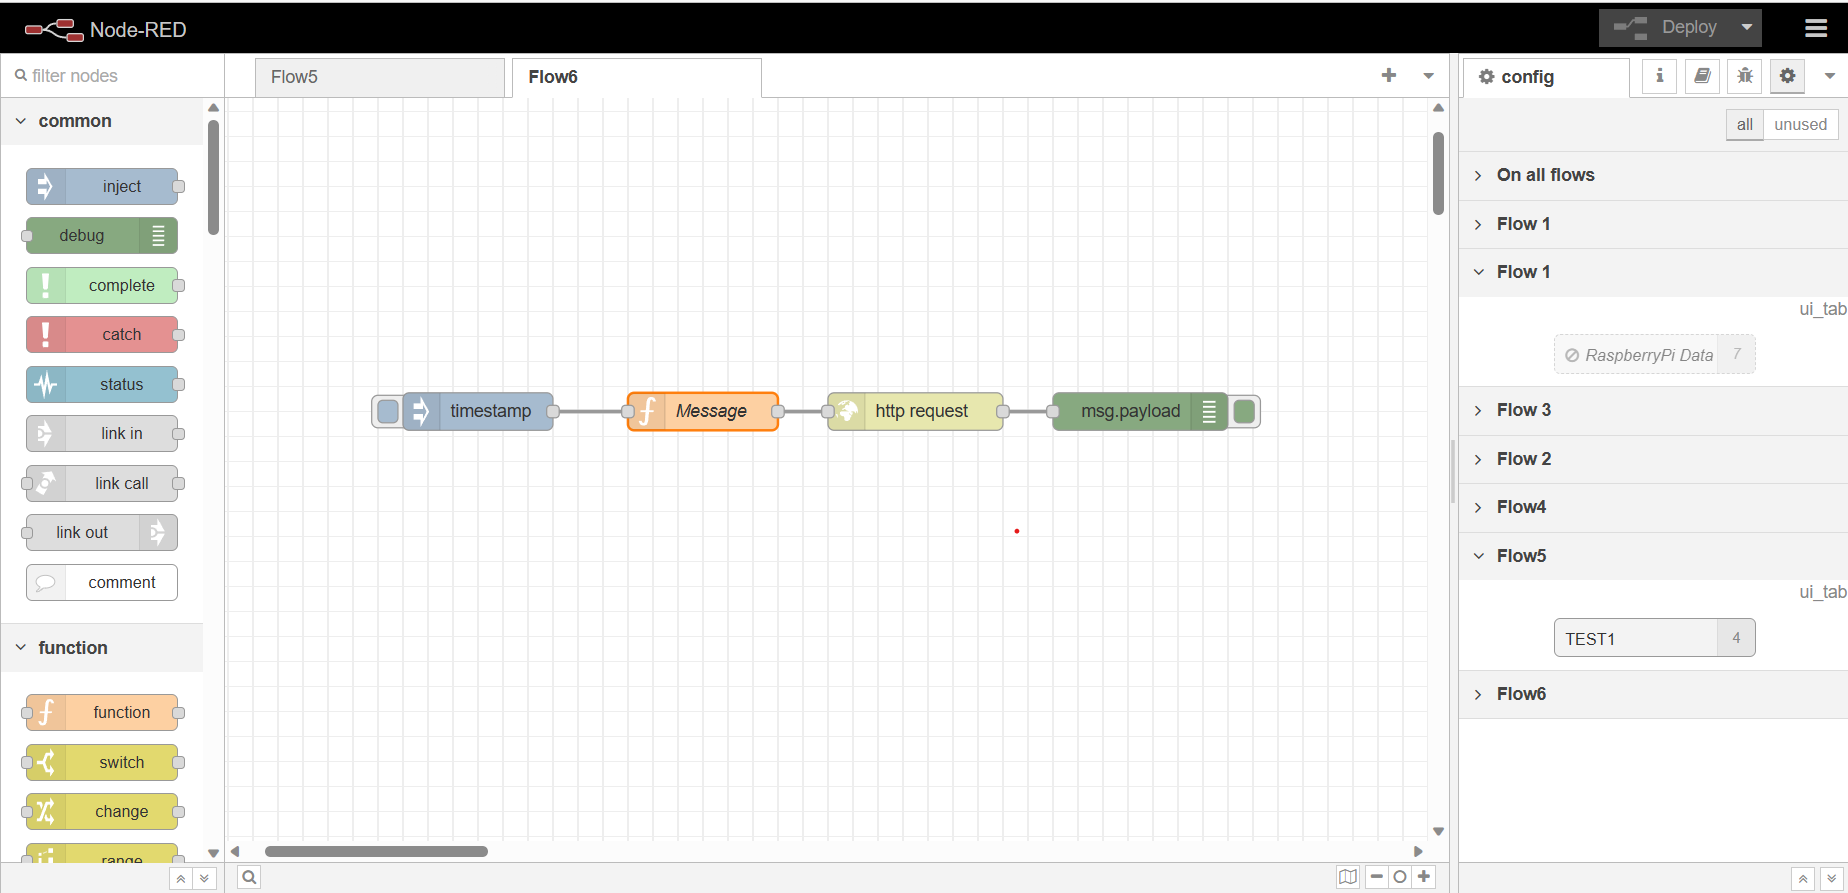 Node-RED
Deploy
filter nodes
Flow5
Flow6
config
all
unused
common
inject
debug
complete
catch
status
link in
link call
link out
comment
function
function
switch
change
range
timestamp
Message
http request
msg.payload
On all flows
Flow 1
Flow 1
ui_tab
RaspberryPi Data 7
Flow 3
Flow 2
Flow4
Flow5
ui_tab
TEST1 4
Flow6